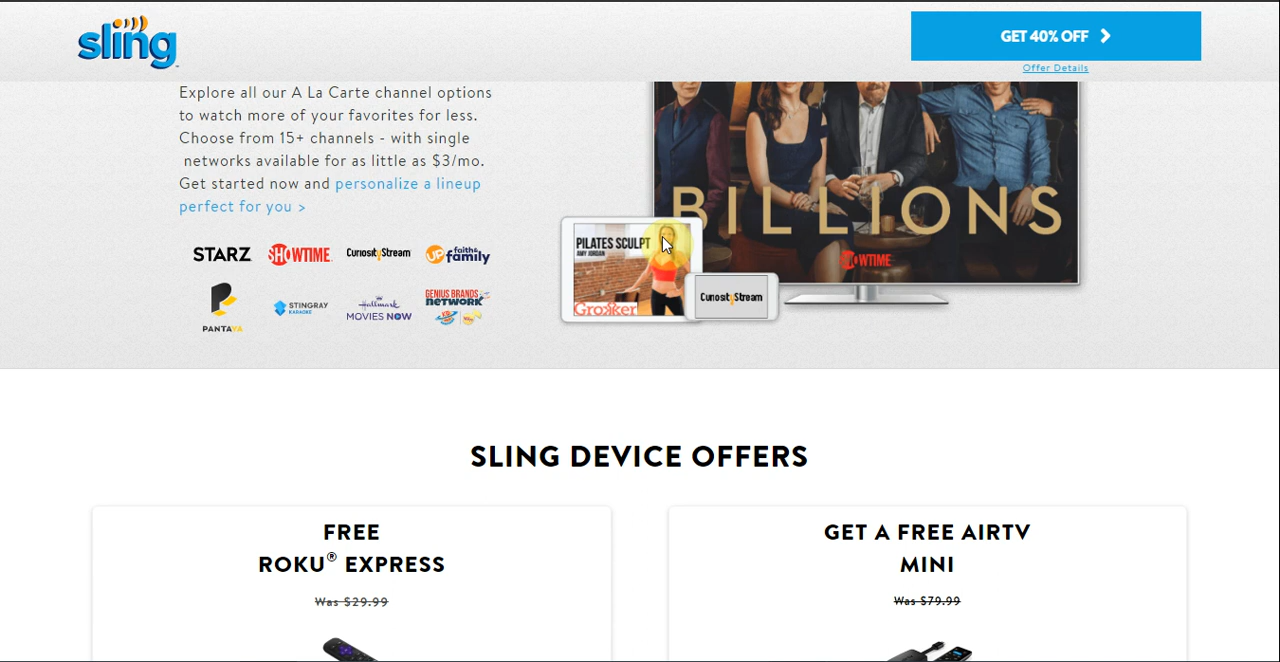 sling
GET 40% OFF
Offer Details
Explore all our A La Carte channel options
to watch more of your favorites for less.
Choose from 15+ channels - with single
networks available for as little as $3/mo.
Get started now and personalize a lineup
perfect for you >
STARZ
SHOWTIME
CuriosityStream
UP faith& family
PANTAYA
STINGRAY
KARAOKE
Hallmark
MOVIES NOW
GENIUS BRANDS
NETWORK
BILLIONS
SHOWTIME
PILATES SCULPT
AMY JORDAN
Grokker
CuriosityStream
SLING DEVICE OFFERS
FREE
ROKU® EXPRESS
Was $29.99
GET A FREE AIRTV
MINI
Was $79.99